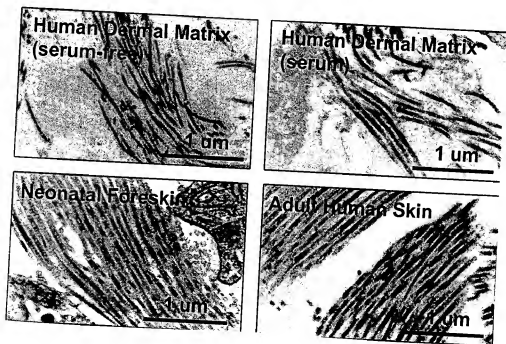 Human Dermal Matrix
(serum-free)
1 um
Human Dermal Matrix
(serum)
1 um
Neonatal Foreskin
1 um
Adult Human Skin
1 um